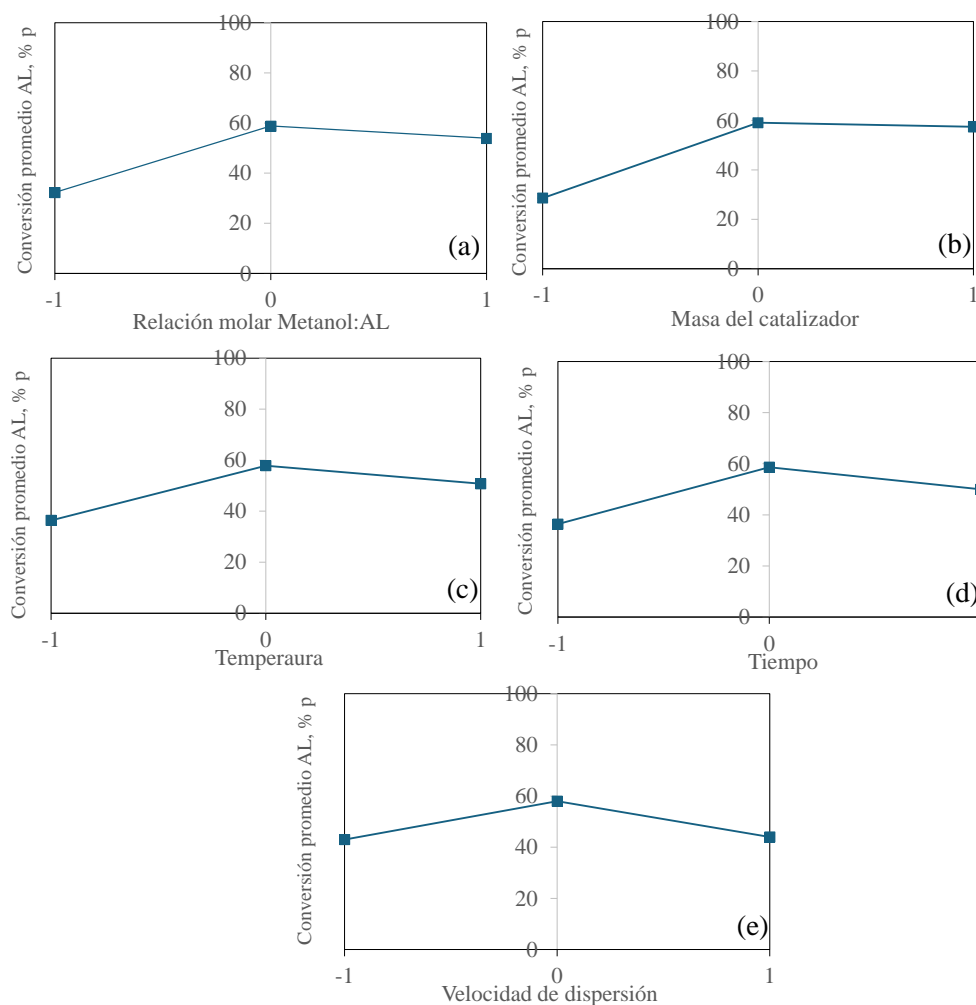 Conversión promedio AL, % p
100
80
60
40
20
0
-1
0
1
Relación molar Metanol:AL
(a)
Conversión promedio AL, % p
100
80
60
40
20
0
-1
0
1
Masa del catalizador
(b)
Conversión promedio AL, % p
100
80
60
40
20
0
-1
0
1
Temperaura
(c)
Conversión promedio AL, % p
100
80
60
40
20
0
-1
0
Tiempo
(d)
Conversión promedio AL, % p
100
80
60
40
20
0
-1
0
1
Velocidad de dispersión
(e)